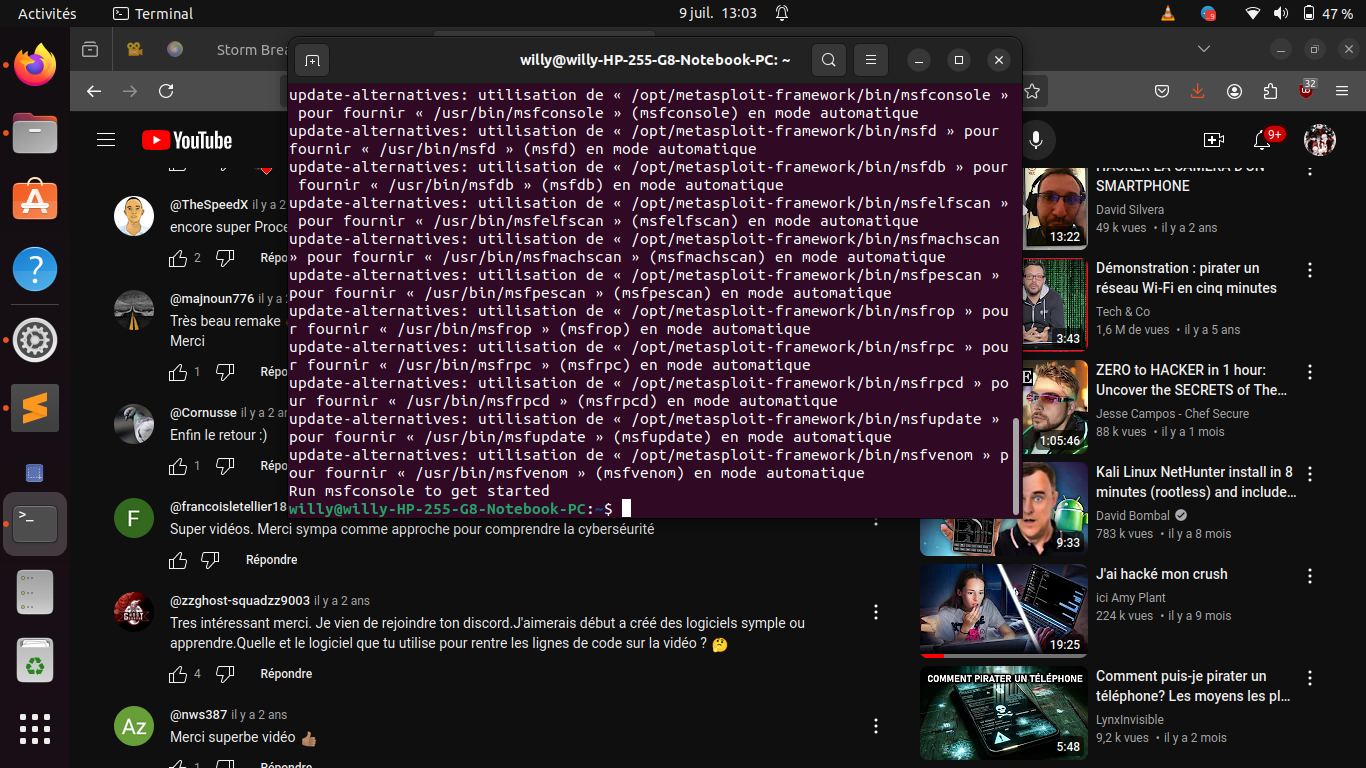 Activités
Terminal
9 juil. 13:03
47 %
Storm Brea
willy@willy-HP-255-G8-Notebook-PC: ~
update-alternatives: utilisation de « /opt/metasploit-framework/bin/msfconsole »
pour fournir « /usr/bin/msfconsole » (msfconsole) en mode automatique
update-alternatives: utilisation de « /opt/metasploit-framework/bin/msfd » pour
fournir « /usr/bin/msfd » (msfd) en mode automatique
update-alternatives: utilisation de « /opt/metasploit-framework/bin/msfdb » pour
fournir « /usr/bin/msfdb » (msfdb) en mode automatique
update-alternatives: utilisation de « /opt/metasploit-framework/bin/msfelfscan »
pour fournir « /usr/bin/msfelfscan » (msfelfscan) en mode automatique
update-alternatives: utilisation de « /opt/metasploit-framework/bin/msfmachscan
» pour fournir « /usr/bin/msfmachscan » (msfmachscan) en mode automatique
update-alternatives: utilisation de « /opt/metasploit-framework/bin/msfpescan »
pour fournir « /usr/bin/msfpescan » (msfpescan) en mode automatique
update-alternatives: utilisation de « /opt/metasploit-framework/bin/msfrop » pou
r fournir « /usr/bin/msfrop » (msfrop) en mode automatique
update-alternatives: utilisation de « /opt/metasploit-framework/bin/msfrpc » pou
r fournir « /usr/bin/msfrpc » (msfrpc) en mode automatique
update-alternatives: utilisation de « /opt/metasploit-framework/bin/msfrpcd » po
ur fournir « /usr/bin/msfrpcd » (msfrpcd) en mode automatique
update-alternatives: utilisation de « /opt/metasploit-framework/bin/msfupdate »
pour fournir « /usr/bin/msfupdate » (msfupdate) en mode automatique
update-alternatives: utilisation de « /opt/metasploit-framework/bin/msfvenom » p
our fournir « /usr/bin/msfvenom » (msfvenom) en mode automatique
Run msfconsole to get started
willy@willy-HP-255-G8-Notebook-PC:~$
32
YouTube
9+
@TheSpeedX il y a 2
encore super Proce
2
Répo
@majnoun776 il y a
Très beau remake
Merci
1
Répo
@Cornusse il y a 2 an
Enfin le retour :)
1
Répo
F
@francoisletellier18
Super vidéos. Merci sympa comme approche pour comprendre la cyberséurité
Répondre
@zzghost-squadzz9003 il y a 2 ans
Tres intéressant merci. Je vien de rejoindre ton discord.J'aimerais début a créé des logiciels symple ou
apprendre.Quelle et le logiciel que tu utilise pour rentre les lignes de code sur la vidéo ? 🤔
4
Répondre
Az
@nws387 il y a 2 ans
Merci superbe vidéo 👍🏽
1
Répondre
HACKER LA CAMERA D'UN
SMARTPHONE
David Silvera
49 k vues • il y a 2 ans
13:22
Démonstration : pirater un
réseau Wi-Fi en cinq minutes
Tech & Co
1,6 M de vues • il y a 5 ans
3:43
ZERO to HACKER in 1 hour:
Uncover the SECRETS of The...
Jesse Campos - Chef Secure
88 k vues • il y a 1 mois
1:05:46
Kali Linux NetHunter install in 8
minutes (rootless) and include...
David Bombal
783 k vues • il y a 8 mois
9:33
J'ai hacké mon crush
ici Amy Plant
224 k vues • il y a 9 mois
19:25
COMMENT PIRATER UN TÉLÉPHONE
Comment puis-je pirater un
téléphone? Les moyens les pl...
LynxInvisible
9,2 k vues • il y a 2 mois
5:48